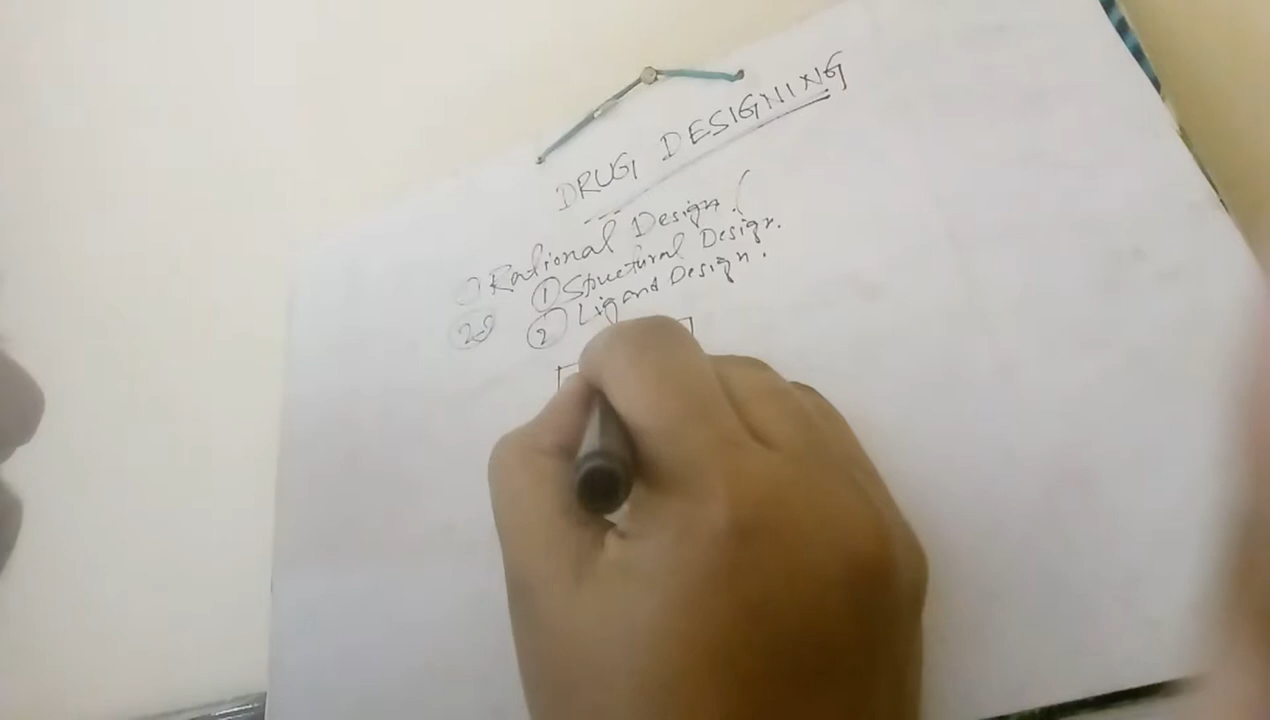 DRUG DESIGNING
Rational Design. (
① Structural Design.
② Ligand Design.